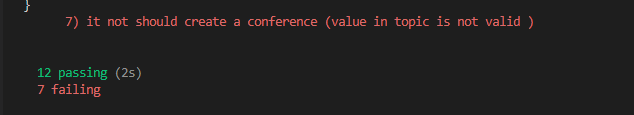 }
7) it not should create a conference (value in topic is not valid )
12 passing (2s)
7 failing